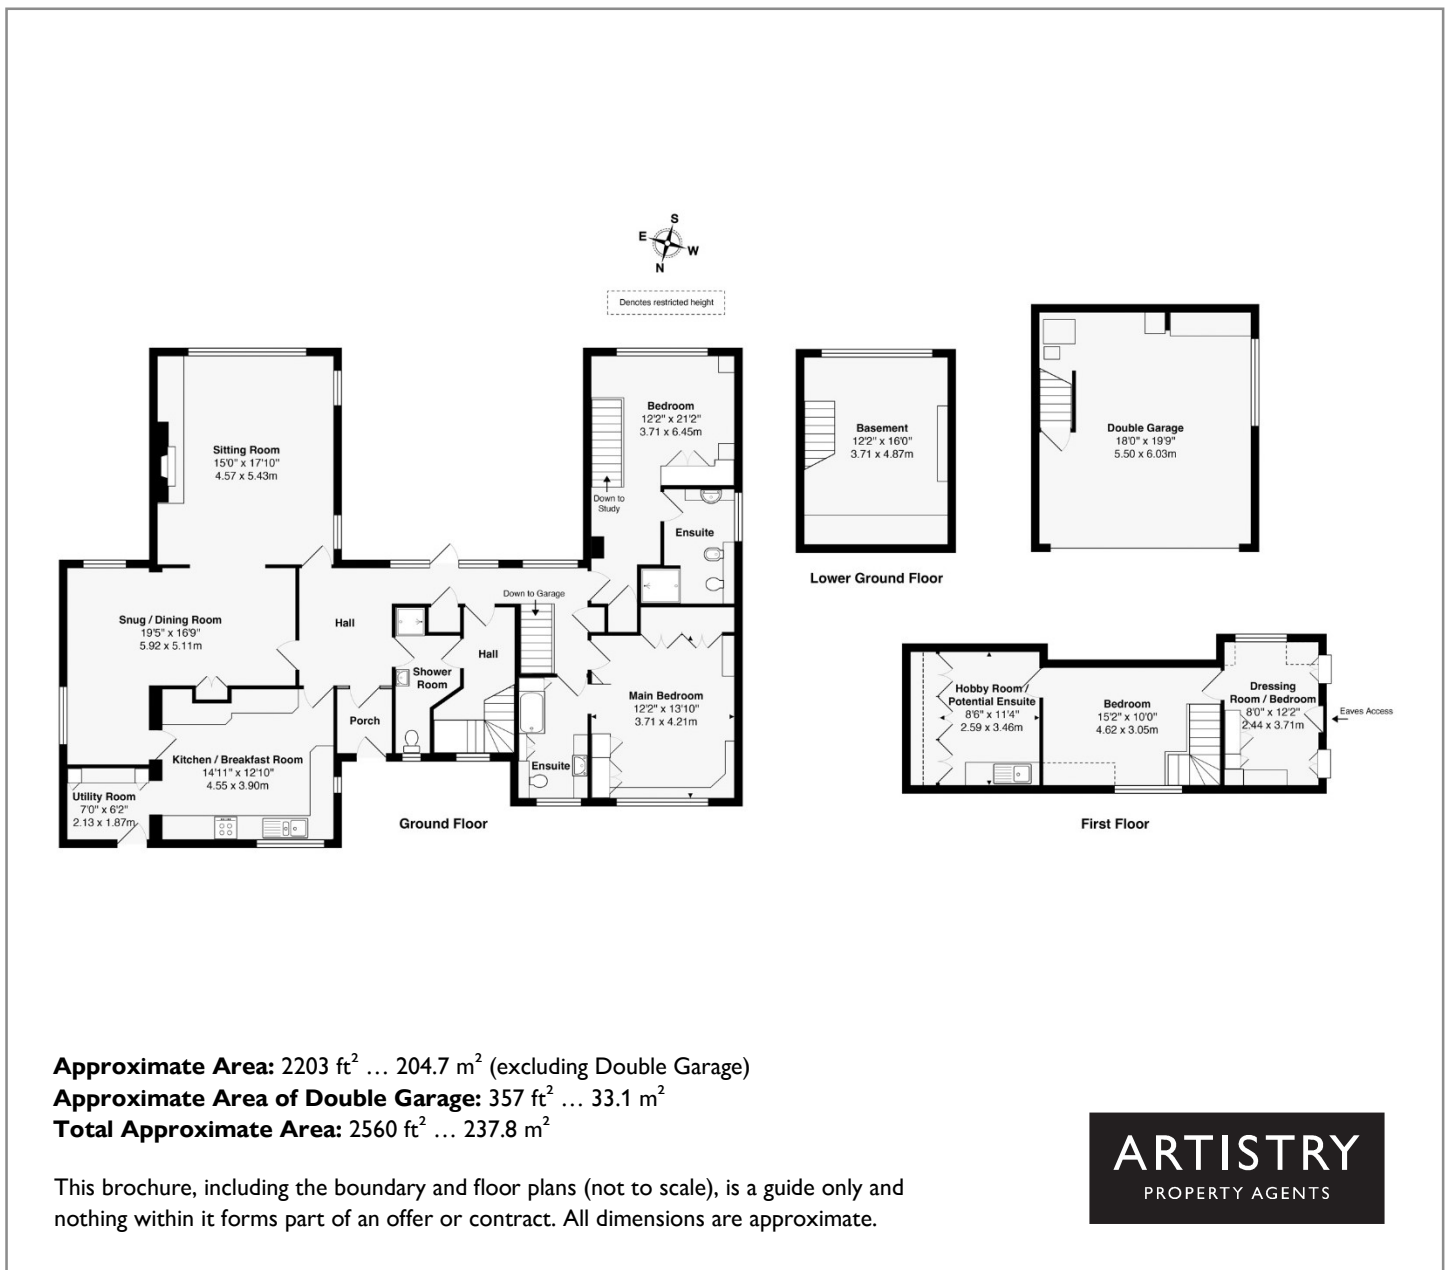 S
E
W
N
Denotes restricted height
Sitting Room
15'0" x 17'10"
4.57 x 5.43m
Bedroom
12'2" x 21'2"
3.71 x 6.45m
Down to
Study
Ensuite
Snug / Dining Room
19'5" x 16'9"
5.92 x 5.11m
Hall
Down to Garage
Hall
Shower
Room
Porch
Main Bedroom
12'2" x 13'10"
3.71 x 4.21m
Ensuite
Kitchen / Breakfast Room
14'11" x 12'10"
4.55 x 3.90m
Utility Room
7'0" x 6'2"
2.13 x 1.87m
Ground Floor
Basement
12'2" x 16'0"
3.71 x 4.87m
Lower Ground Floor
Double Garage
18'0" x 19'9"
5.50 x 6.03m
Hobby Room /
Potential Ensuite
8'6" x 11'4"
2.59 x 3.46m
Bedroom
15'2" x 10'0"
4.62 x 3.05m
Dressing
Room / Bedroom
8'0" x 12'2"
2.44 x 3.71m
Eaves Access
First Floor
Approximate Area: 2203 ft² … 204.7 m² (excluding Double Garage)
Approximate Area of Double Garage: 357 ft² … 33.1 m²
Total Approximate Area: 2560 ft² … 237.8 m²
This brochure, including the boundary and floor plans (not to scale), is a guide only and
nothing within it forms part of an offer or contract. All dimensions are approximate.
ARTISTRY
PROPERTY AGENTS